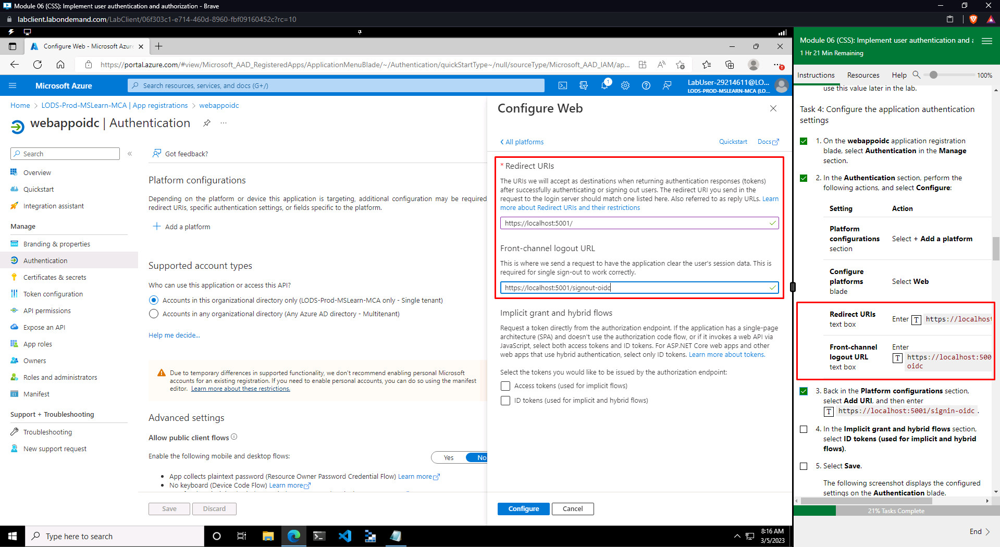 Module 06 (CSS): Implement user authentication and authorization - Brave
labclient.labondemand.com/LabClient/06f303c1-e714-460d-8960-fbf09160452c?rc=10
Configure Web - Microsoft Azure
https://portal.azure.com/#view/Microsoft_AAD_RegisteredApps/ApplicationMenuBlade/~/Authentication/quickStartType~/null/sourceType/Microsoft_AAD_IAM/ap...
Microsoft Azure
Search resources, services, and docs (G+/)
1
LabUser-29214611@LO...
LODS-PROD-MSLEARN-MCA (LO...
Home > LODS-Prod-MSLearn-MCA | App registrations > webappoidc
webappoidc | Authentication
Search
Overview
Quickstart
Integration assistant
Manage
Branding & properties
Authentication
Certificates & secrets
Token configuration
API permissions
Expose an API
App roles
Owners
Roles and administrators
Manifest
Support + Troubleshooting
Troubleshooting
New support request
Got feedback?
Platform configurations
Depending on the platform or device this application is targeting, additional configuration may be required
redirect URIs, specific authentication settings, or fields specific to the platform.
Add a platform
Supported account types
Who can use this application or access this API?
Accounts in this organizational directory only (LODS-Prod-MSLearn-MCA only - Single tenant)
Accounts in any organizational directory (Any Azure AD directory - Multitenant)
Help me decide...
Due to temporary differences in supported functionality, we don't recommend enabling personal Microsoft
accounts for an existing registration. If you need to enable personal accounts, you can do so using the manifest
editor. Learn more about these restrictions.
Advanced settings
Allow public client flows
Enable the following mobile and desktop flows:
Yes No
• App collects plaintext password (Resource Owner Password Credential Flow) Learn more
• No keyboard (Device Code Flow) Learn more
Save Discard
Configure Web
All platforms
Quickstart Docs
* Redirect URIs
The URIs we will accept as destinations when returning authentication responses (tokens)
after successfully authenticating or signing out users. The redirect URI you send in the
request to the login server should match one listed here. Also referred to as reply URLs. Learn
more about Redirect URIs and their restrictions
https://localhost:5001/
Front-channel logout URL
This is where we send a request to have the application clear the user's session data. This is
required for single sign-out to work correctly.
https://localhost:5001/signout-oidc
Implicit grant and hybrid flows
Request a token directly from the authorization endpoint. If the application has a single-page
architecture (SPA) and doesn't use the authorization code flow, or if it invokes a web API via
JavaScript, select both access tokens and ID tokens. For ASP.NET Core web apps and other
web apps that use hybrid authentication, select only ID tokens. Learn more about tokens.
Select the tokens you would like to be issued by the authorization endpoint:
Access tokens (used for implicit flows)
ID tokens (used for implicit and hybrid flows)
Configure Cancel
Module 06 (CSS): Implement user authentication and a
1 Hr 21 Min Remaining
Instructions Resources Help 100%
use this value later in the lab.
Task 4: Configure the application authentication
settings
1. On the webappoidc application registration
blade, select Authentication in the Manage
section.
2. In the Authentication section, perform the
following actions, and select Configure:
Setting Action
Platform
configurations
section
Select + Add a platform
Configure
platforms
blade
Select Web
Redirect URIs
text box
Enter T https://localhost
Front-channel
logout URL
text box
Enter
T https://localhost:500
oidc
3. Back in the Platform configurations section,
select Add URI, and then enter
T https://localhost:5001/signin-oidc .
4. In the Implicit grant and hybrid flows section,
select ID tokens (used for implicit and hybrid
flows).
5. Select Save.
The following screenshot displays the configured
settings on the Authentication blade.
21% Tasks Complete
End
Type here to search
8:16 AM
3/5/2023